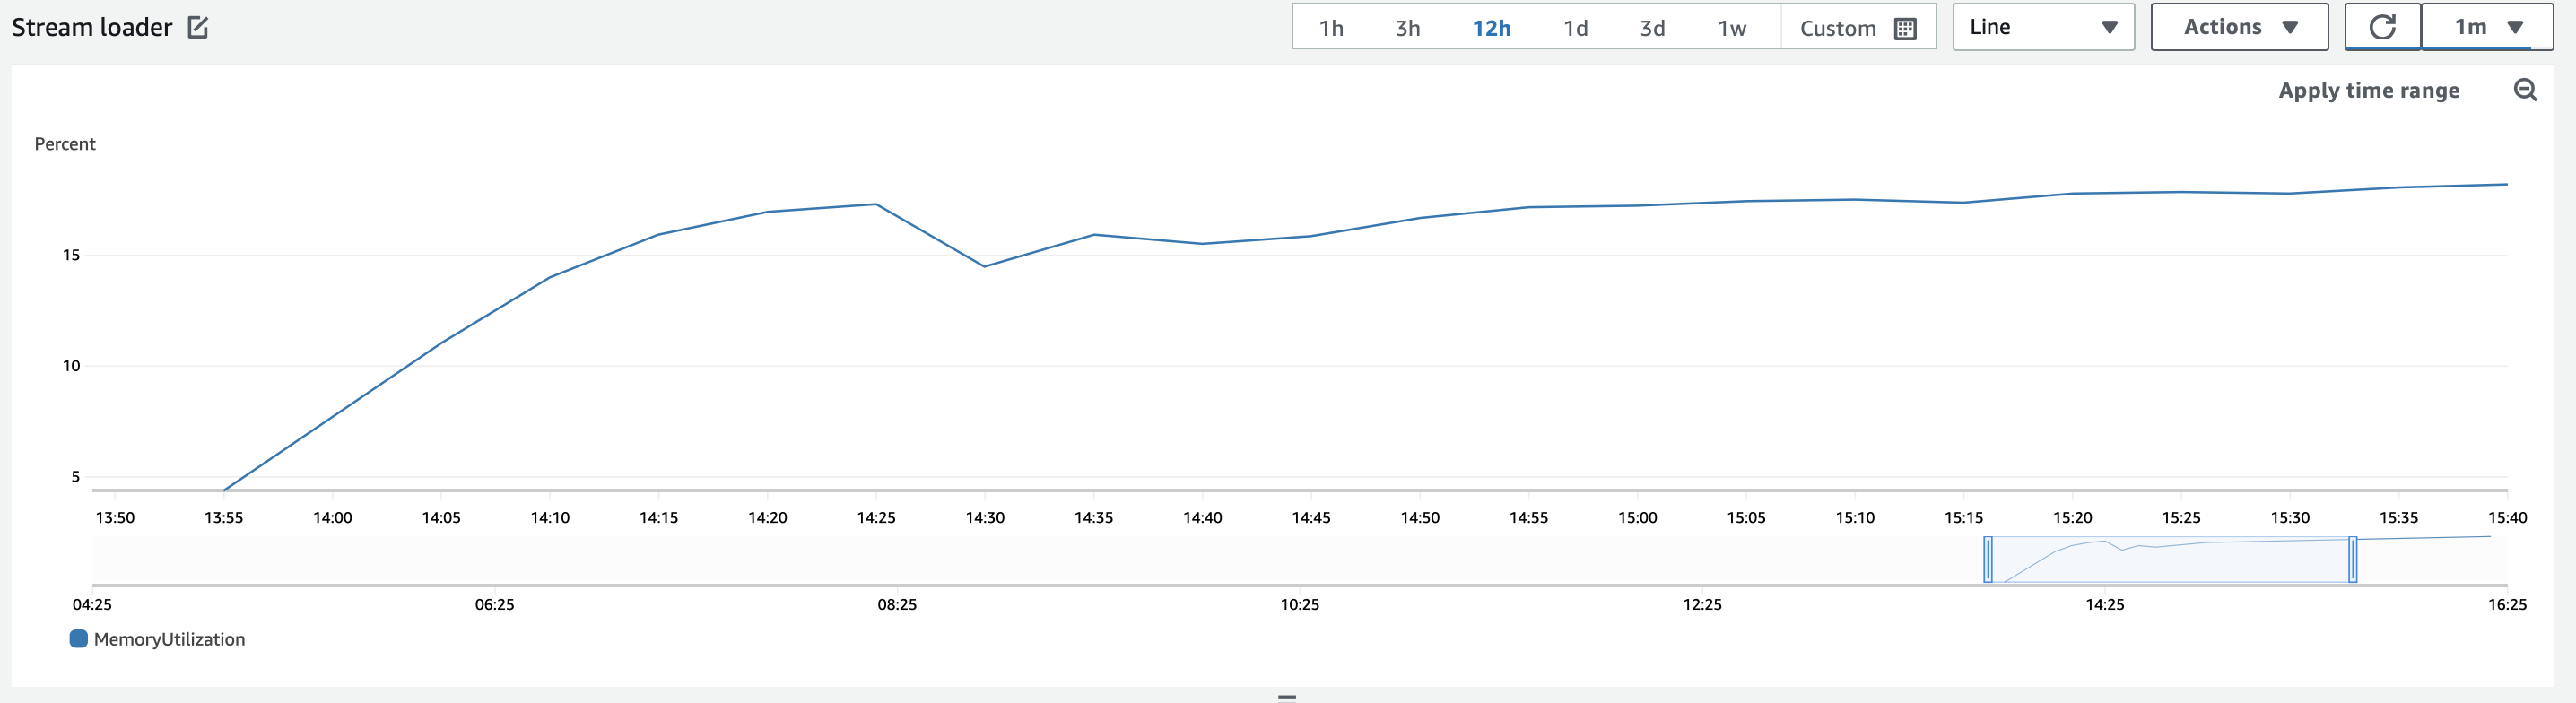 Stream loader
1h 3h 12h 1d 3d 1w Custom Line Actions 1m
Apply time range
Percent
15
10
5
13:50 13:55 14:00 14:05 14:10 14:15 14:20 14:25 14:30 14:35 14:40 14:45 14:50 14:55 15:00 15:05 15:10 15:15 15:20 15:25 15:30 15:35 15:40
04:25 06:25 08:25 10:25 12:25 14:25 16:25
MemoryUtilization